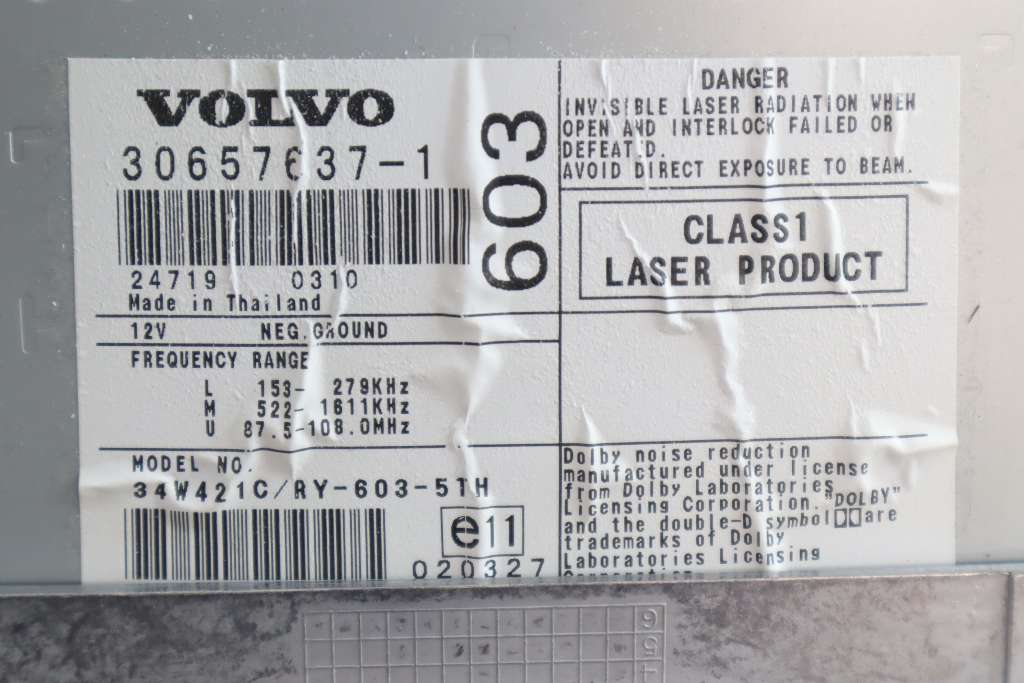 VOLVO
30657637-1
24719 0310
Made in Thailand
603
12V NEG.GROUND
FREQUENCY RANGE
L 153- 279KHz
M 522- 1611KHz
U 87.5-108.0MHz
MODEL NO.
34W421C/RY-603-5TH
e11
020327
DANGER
INVISIBLE LASER RADIATION WHEN
OPEN AND INTERLOCK FAILED OR
DEFEATED.
AVOID DIRECT EXPOSURE TO BEAM.
CLASS1
LASER PRODUCT
Dolby noise reduction
manufactured under license
from Dolby Laboratories
Licensing Corporation. "DOLBY"
and the double-D symbol are
trademarks of Dolby
Laboratories Licensing
Corporation
6
5